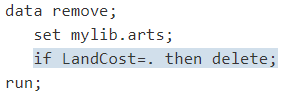 data remove;
set mylib.arts;
if LandCost=. then delete;
run;